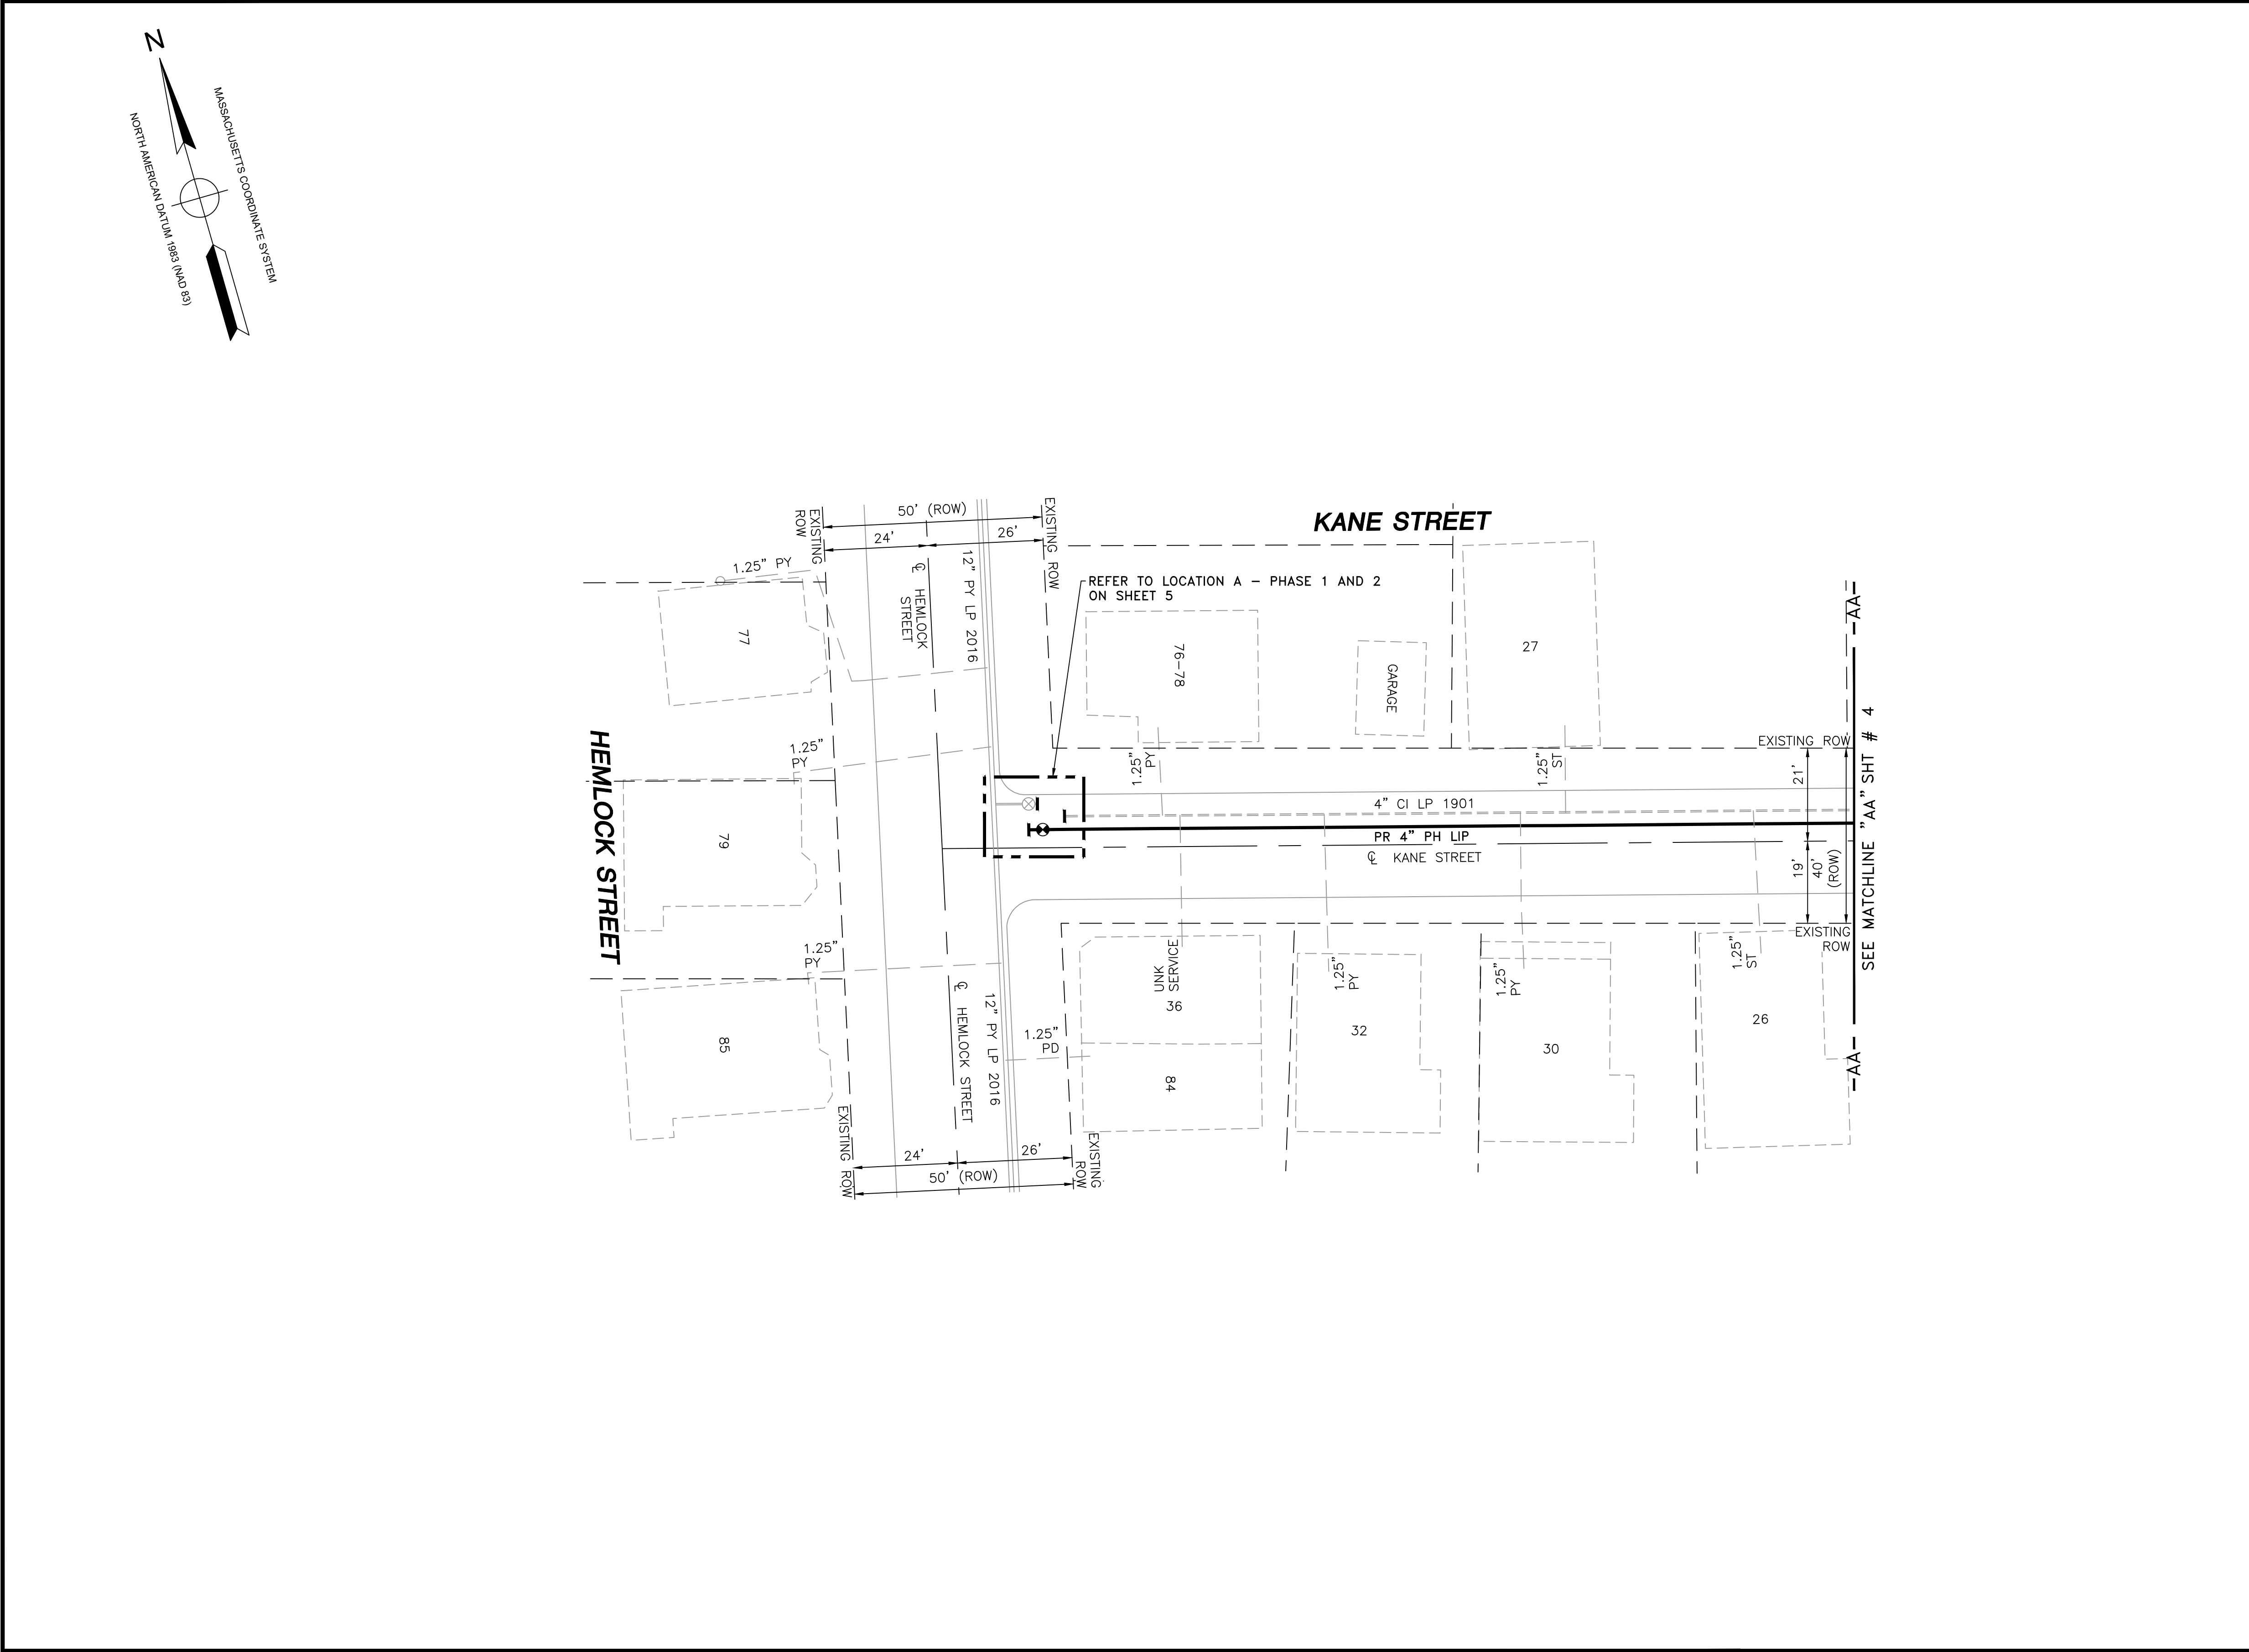 N
MASSACHUSETTS COORDINATE SYSTEM
NORTH AMERICAN DATUM 1983 (NAD 83)
KANE STREET
HEMLOCK STREET
50' (ROW)
24'
26'
EXISTING
ROW
EXISTING ROW
1.25" PY
℄ HEMLOCK
STREET
12" PY LP 2016
REFER TO LOCATION A – PHASE 1 AND 2
ON SHEET 5
77
76-78
GARAGE
27
1.25"
PY
1.25"
PY
1.25"
ST
EXISTING ROW
21'
4" CI LP 1901
PR 4" PH LIP
℄ KANE STREET
19'
40'
(ROW)
EXISTING
ROW
AA
SEE MATCHLINE "AA" SHT # 4
AA
79
1.25"
PY
85
℄ HEMLOCK STREET
12" PY LP 2016
1.25"
PD
UNK
SERVICE
36
84
1.25"
PY
32
1.25"
PY
30
1.25"
ST
26
EXISTING ROW
24'
26'
50' (ROW)
EXISTING
ROW